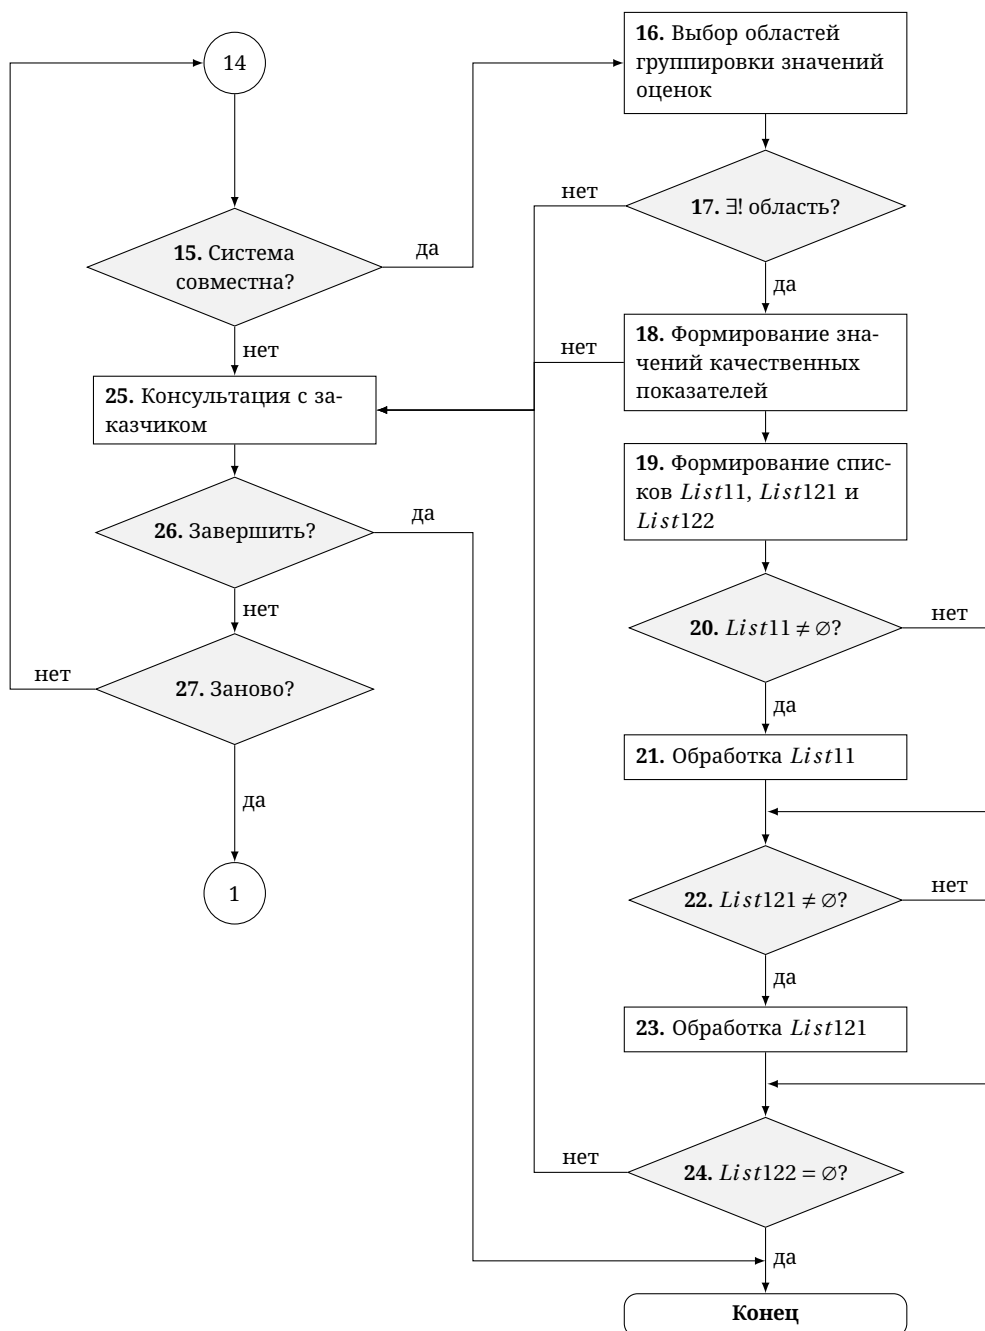 14
15. Система
совместна?
да
нет
25. Консультация с за-
казчиком
26. Завершить?
да
нет
27. Заново?
нет
да
1
16. Выбор областей
группировки значений
оценок
17. ∃! область?
нет
да
18. Формирование зна-
чений качественных
показателей
нет
19. Формирование спис-
ков List11, List121 и
List122
20. List11 ≠ ∅?
нет
да
21. Обработка List11
22. List121 ≠ ∅?
нет
да
23. Обработка List121
24. List122 = ∅?
нет
да
Конец